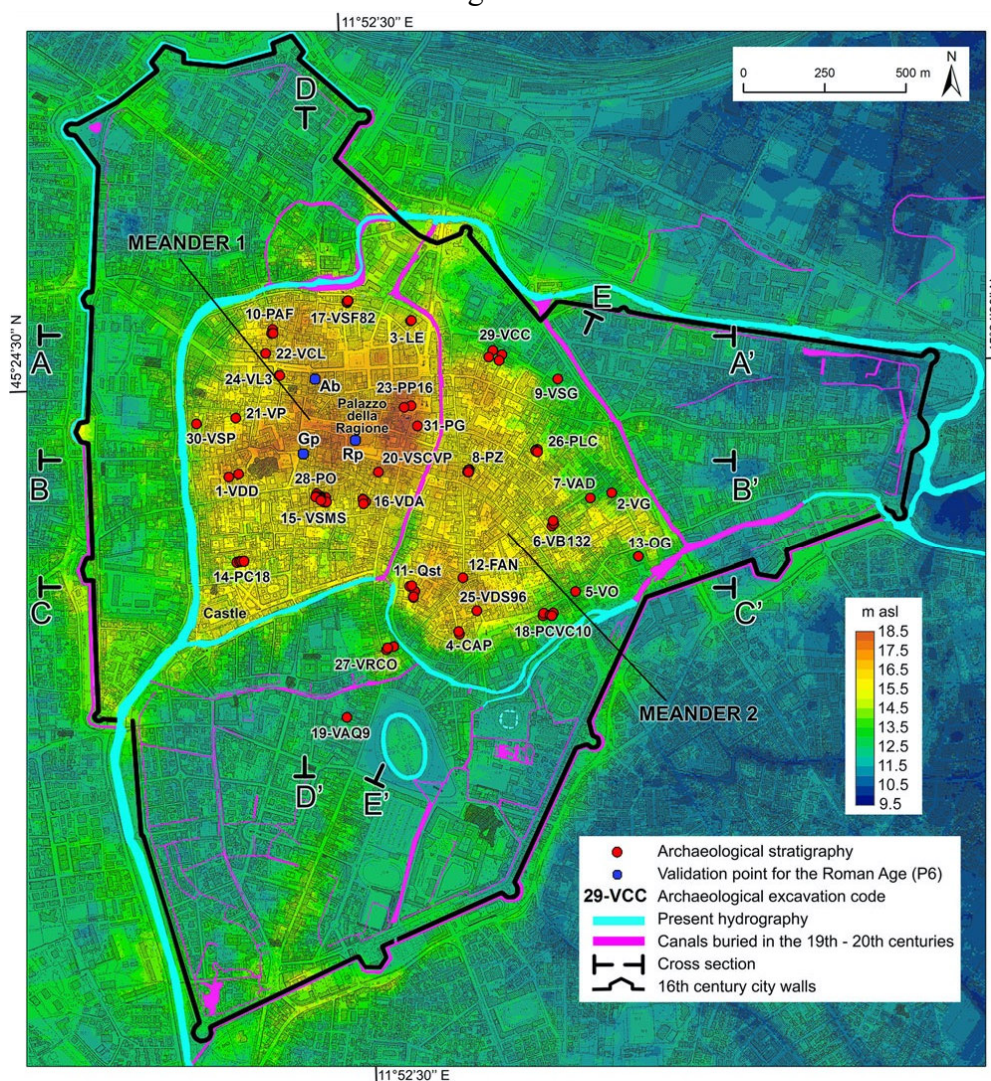 11°52'30'' E
N
0 250 500 m
D
MEANDER 1
E
10-PAF
17-VSF82
3-LE
29-VCC
45°24'30'' N
A
A'
22-VCL
24-VL3
Ab
23-PP16
9-VSG
Palazzo
della
Ragione
21-VP
31-PG
30-VSP
Gp
Rp
26-PLC
B
B'
20-VSCVP
8-PZ
1-VDD
28-PO
7-VAD
2-VG
15- VSMS
16-VDA
6-VB132
13-OG
14-PC18
11- Qst
12-FAN
C
C'
25-VDS96
5-VO
Castle
18-PCVC10
4-CAP
27-VRCO
m asl
18.5
17.5
16.5
15.5
14.5
13.5
12.5
11.5
10.5
9.5
MEANDER 2
19-VAQ9
D'
E'
Archaeological stratigraphy
Validation point for the Roman Age (P6)
29-VCC Archaeological excavation code
Present hydrography
Canals buried in the 19th - 20th centuries
Cross section
16th century city walls
11°52'30'' E